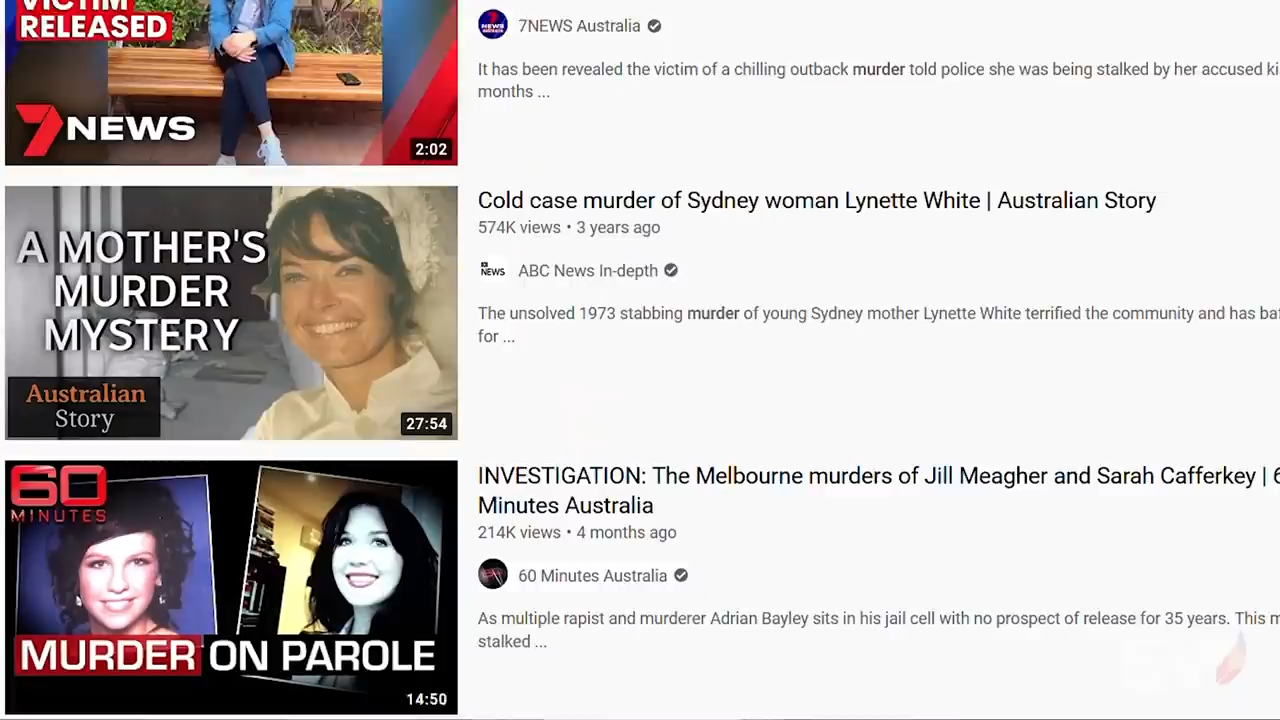 VICTIM
RELEASED
7NEWS
2:02
7NEWS Australia
It has been revealed the victim of a chilling outback murder told police she was being stalked by her accused ki
months ...
A MOTHER'S
MURDER
MYSTERY
Australian
Story
27:54
Cold case murder of Sydney woman Lynette White | Australian Story
574K views • 3 years ago
NEWS
ABC News In-depth
The unsolved 1973 stabbing murder of young Sydney mother Lynette White terrified the community and has baf
for ...
60
MINUTES
MURDER ON PAROLE
14:50
INVESTIGATION: The Melbourne murders of Jill Meagher and Sarah Cafferkey | 6
Minutes Australia
214K views • 4 months ago
60 Minutes Australia
As multiple rapist and murderer Adrian Bayley sits in his jail cell with no prospect of release for 35 years. This m
stalked ...